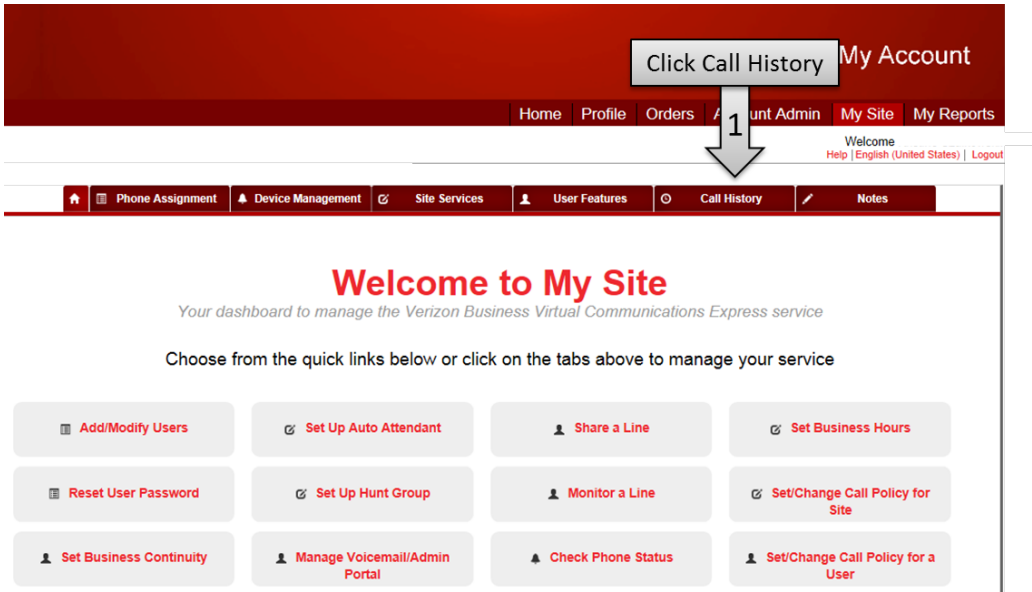 Click Call History
My Account
Home Profile Orders Account Admin My Site My Reports
1
Welcome
Help | English (United States) | Logout
Phone Assignment Device Management Site Services User Features Call History Notes
Welcome to My Site
Your dashboard to manage the Verizon Business Virtual Communications Express service
Choose from the quick links below or click on the tabs above to manage your service
Add/Modify Users Set Up Auto Attendant Share a Line Set Business Hours
Reset User Password Set Up Hunt Group Monitor a Line Set/Change Call Policy for
Site
Set Business Continuity Manage Voicemail/Admin Check Phone Status Set/Change Call Policy for a
Portal User